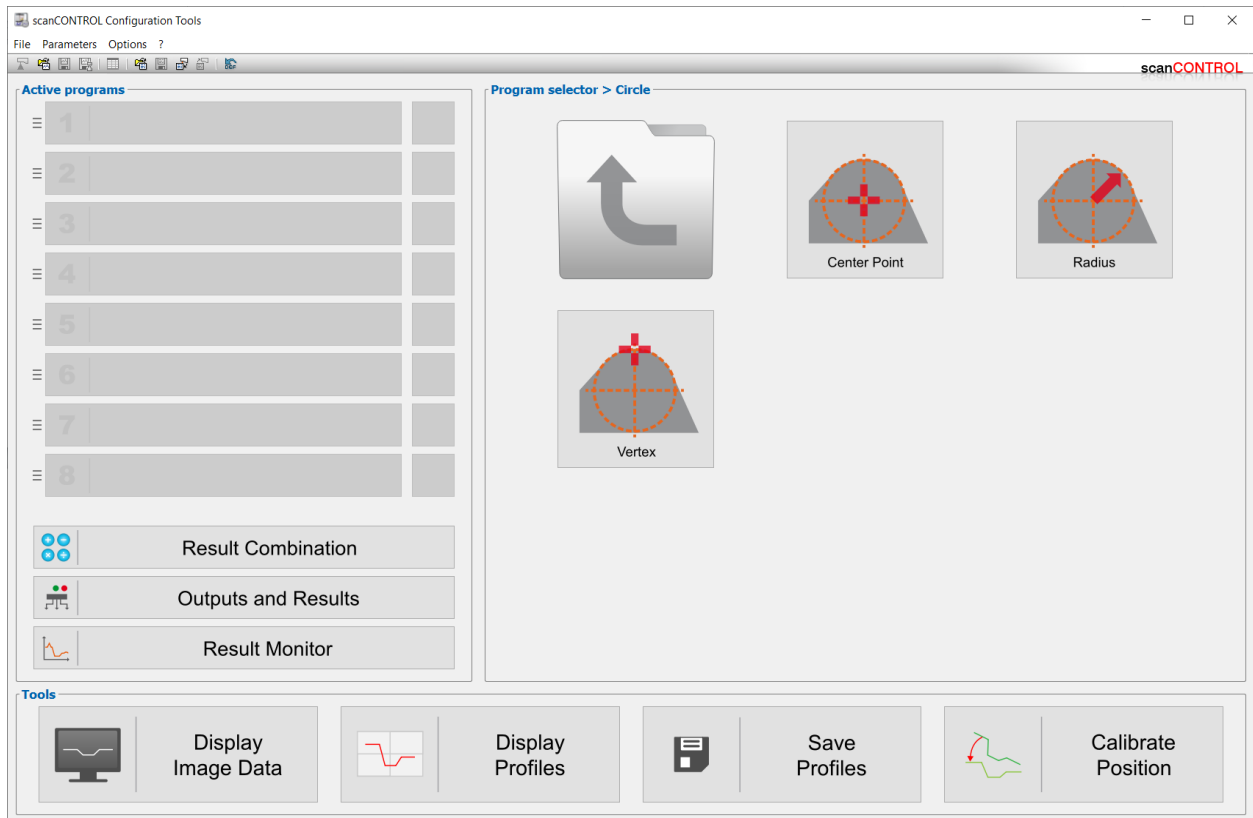 scanCONTROL Configuration Tools
File Parameters Options ?
scanCONTROL
Active programs
1
2
3
4
5
6
7
8
Result Combination
Outputs and Results
Result Monitor
Program selector > Circle
Center Point
Radius
Vertex
Tools
Display
Image Data
Display
Profiles
Save
Profiles
Calibrate
Position